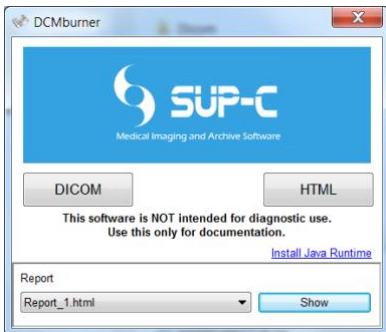 DCMburner
Dicom
SUP-C
Medical Imaging and Archive Software
DICOM
HTML
This software is NOT intended for diagnostic use.
Use this only for documentation.
Install Java Runtime
Report
Report_1.html
Show